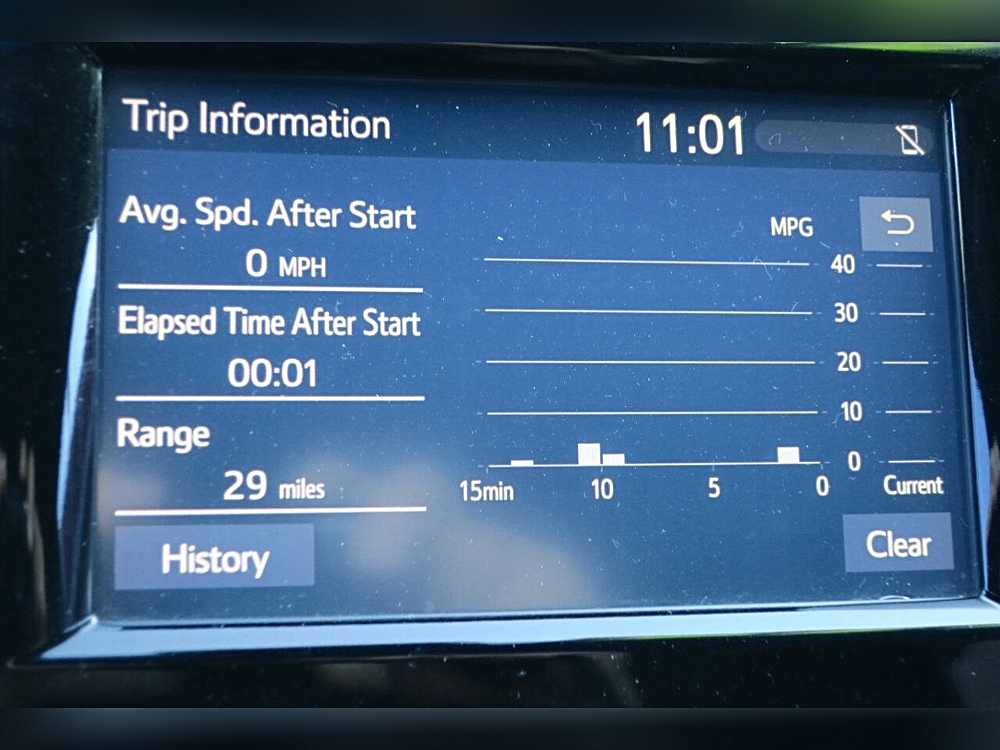 Trip Information
11:01
Avg. Spd. After Start
0 MPH
Elapsed Time After Start
00:01
Range
29 miles
History
MPG
40
30
20
10
0
15min 10 5 0 Current
Clear